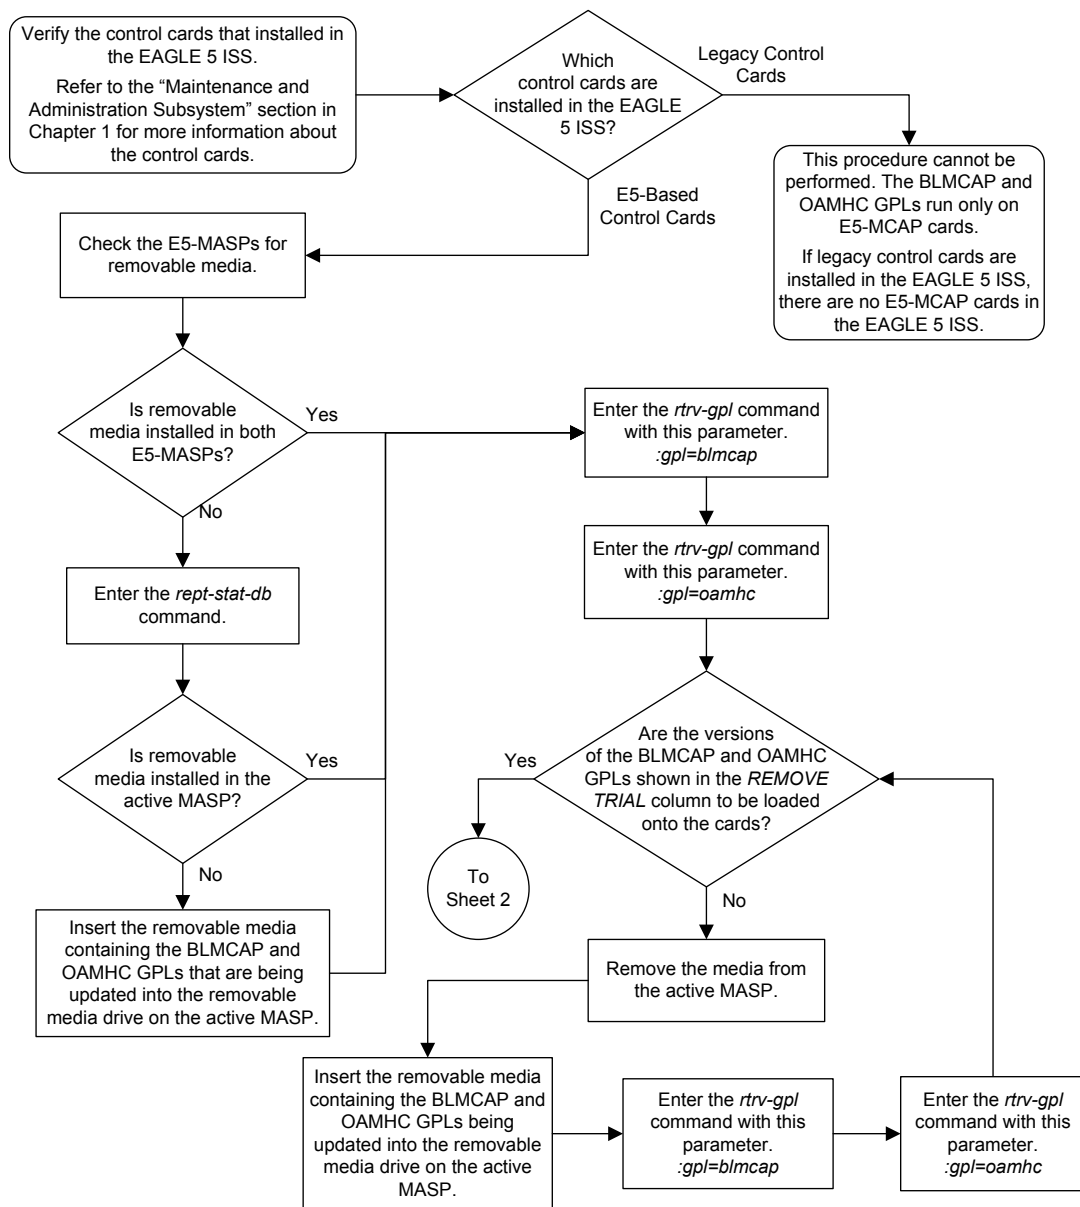 Verify the control cards that installed in
the EAGLE 5 ISS.
Refer to the “Maintenance and
Administration Subsystem” section in
Chapter 1 for more information about
the control cards.
Which
control cards are
installed in the EAGLE
5 ISS?
Legacy Control
Cards
This procedure cannot be
performed. The BLMCAP and
OAMHC GPLs run only on
E5-MCAP cards.
If legacy control cards are
installed in the EAGLE 5 ISS,
there are no E5-MCAP cards in
the EAGLE 5 ISS.
E5-Based
Control Cards
Check the E5-MASPs for
removable media.
Is removable
media installed in both
E5-MASPs?
Yes
No
Enter the rept-stat-db
command.
Is removable
media installed in the
active MASP?
Yes
No
Insert the removable media
containing the BLMCAP and
OAMHC GPLs that are being
updated into the removable
media drive on the active MASP.
Enter the rtrv-gpl command
with this parameter.
:gpl=blmcap
Enter the rtrv-gpl command
with this parameter.
:gpl=oamhc
Are the versions
of the BLMCAP and OAMHC
GPLs shown in the REMOVE
TRIAL column to be loaded
onto the cards?
Yes
To
Sheet 2
No
Remove the media from
the active MASP.
Insert the removable media
containing the BLMCAP and
OAMHC GPLs being
updated into the removable
media drive on the active
MASP.
Enter the rtrv-gpl
command with this
parameter.
:gpl=blmcap
Enter the rtrv-gpl
command with this
parameter.
:gpl=oamhc